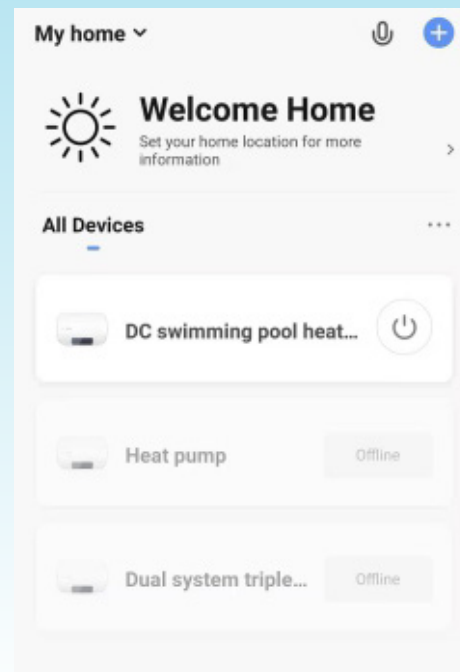 My home
Welcome Home
Set your home location for more
information
All Devices
DC swimming pool heat...
Heat pump
Offline
Dual system triple...
Offline